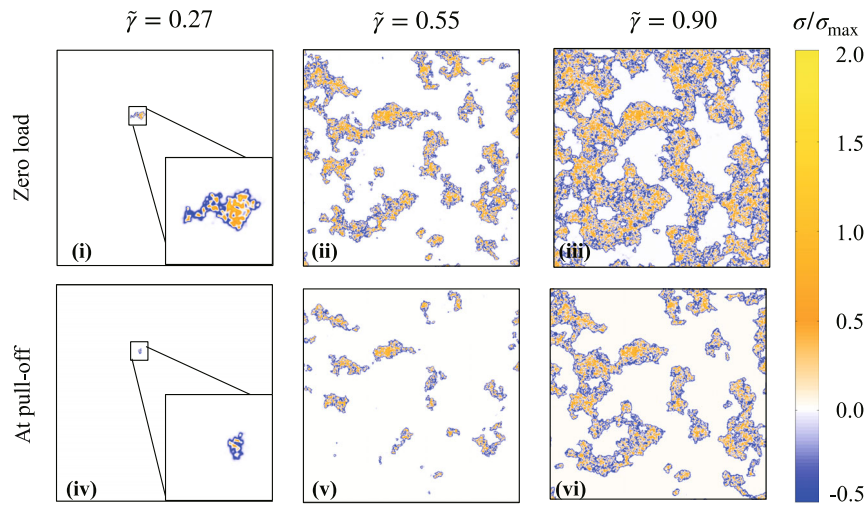 γ̃ = 0.27
γ̃ = 0.55
γ̃ = 0.90
σ/σmax
Zero load
(i)
(ii)
(iii)
At pull-off
(iv)
(v)
(vi)
2.0
1.5
1.0
0.5
0.0
-0.5